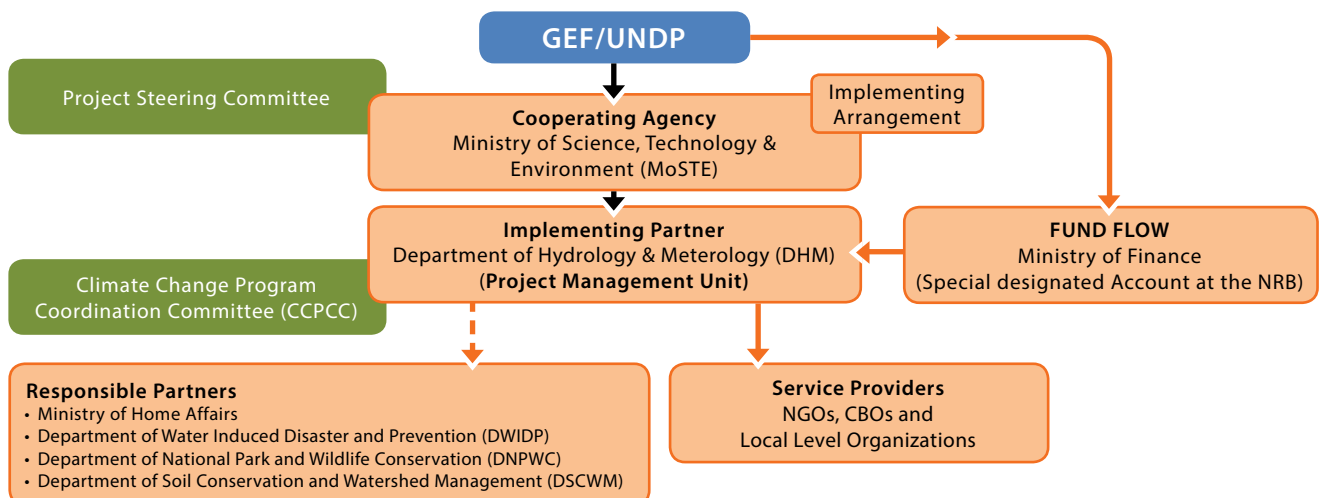 GEF/UNDP
Project Steering Committee
Implementing
Arrangement
Cooperating Agency
Ministry of Science, Technology &
Environment (MoSTE)
Implementing Partner
Department of Hydrology & Meterology (DHM)
(Project Management Unit)
FUND FLOW
Ministry of Finance
(Special designated Account at the NRB)
Climate Change Program
Coordination Committee (CCPCC)
Responsible Partners
• Ministry of Home Affairs
• Department of Water Induced Disaster and Prevention (DWIDP)
• Department of National Park and Wildlife Conservation (DNPWC)
• Department of Soil Conservation and Watershed Management (DSCWM)
Service Providers
NGOs, CBOs and
Local Level Organizations